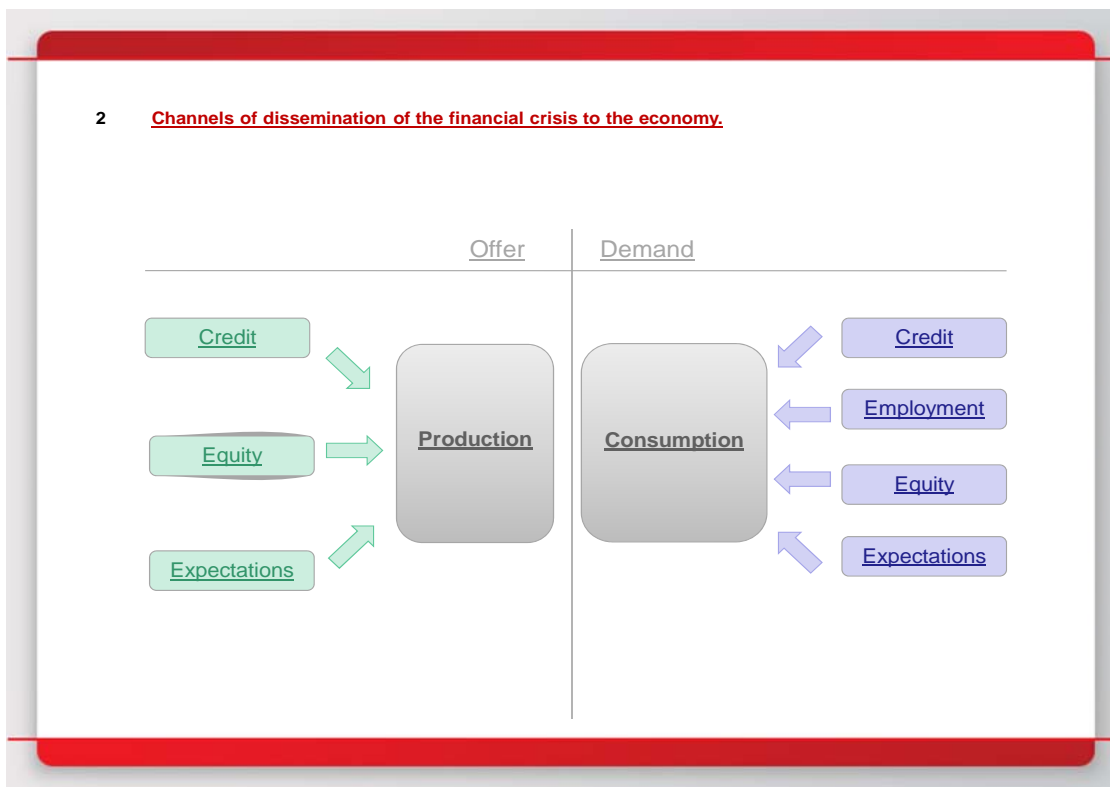 2 Channels of dissemination of the financial crisis to the economy.
Offer Demand
Credit
Equity
Expectations
Production
Consumption
Credit
Employment
Equity
Expectations